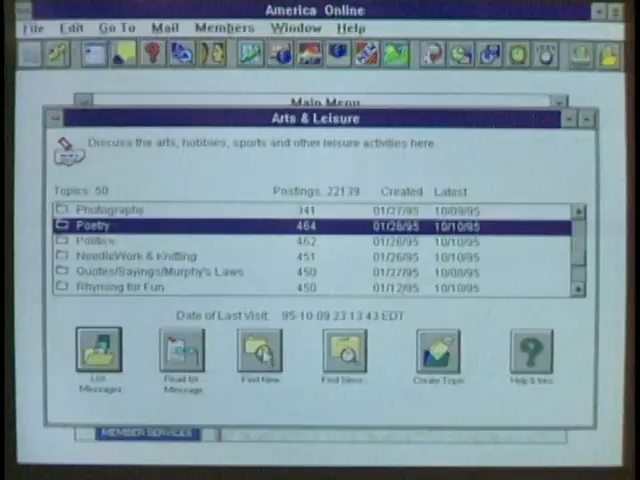 America Online
File Edit Go To Mail Members Window Help
Main Menu
Arts & Leisure
Discuss the arts, hobbies, sports and other leisure activities here
Topics: 50 Postings: 22139 Created Latest
Photography 341 01/27/95 10/09/95
Poetry 464 01/26/95 10/10/95
Politics 462 01/26/95 10/10/95
NeedleWork & Knitting 451 01/26/95 10/10/95
Quotes/Sayings/Murphy's Laws 450 01/27/95 10/08/95
Rhyming for Fun 450 01/12/95 10/10/95
Date of Last Visit: 95-10-09 23:13:43 EDT
List Messages
Read 1st Message
Find New
Find Since
Create Topic
Help & Info
MEMBER SERVICES